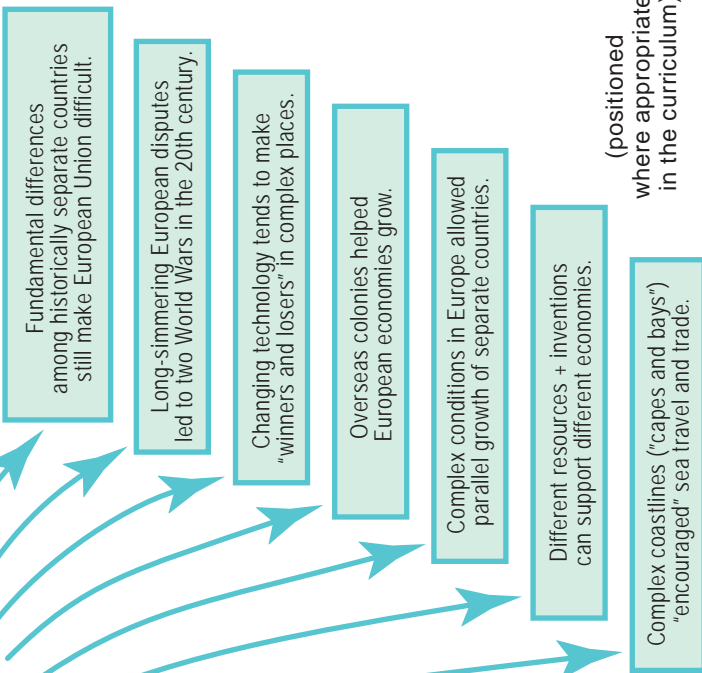 Fundamental differences
among historically separate countries
still make European Union difficult.
Long-simmering European disputes
led to two World Wars in the 20th century.
Changing technology tends to make
“winners and losers” in complex places.
Overseas colonies helped
European economies grow.
Complex conditions in Europe allowed
parallel growth of separate countries.
Different resources + inventions
can support different economies.
Complex coastlines (“capes and bays”)
“encouraged” sea travel and trade.
(positioned
where appropriate
in the curriculum)